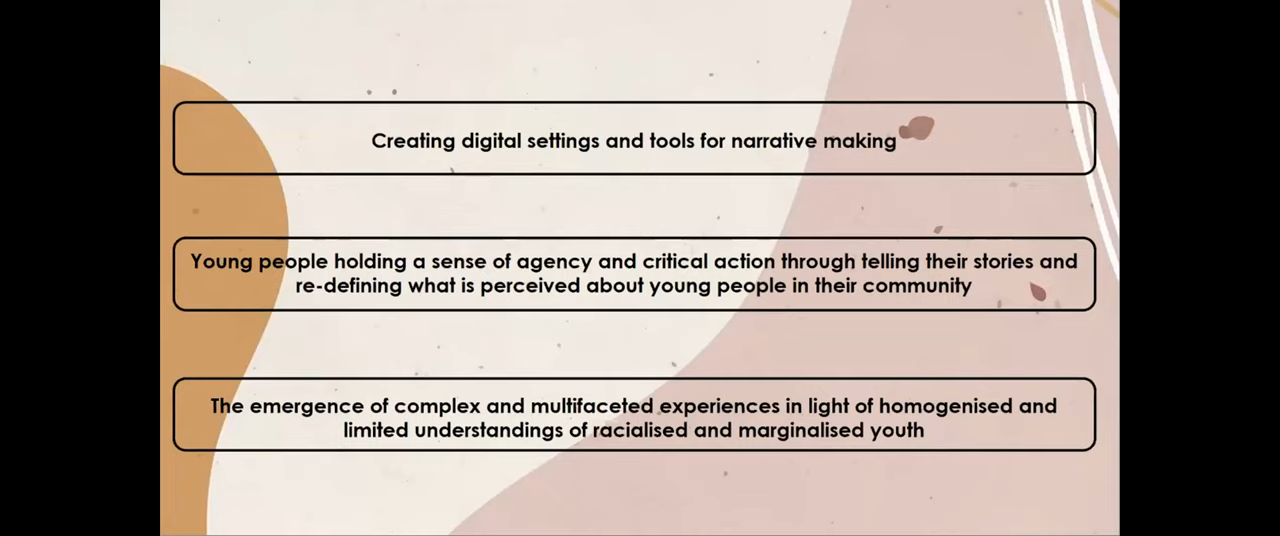 Creating digital settings and tools for narrative making
Young people holding a sense of agency and critical action through telling their stories and
re-defining what is perceived about young people in their community
The emergence of complex and multifaceted experiences in light of homogenised and
limited understandings of racialised and marginalised youth